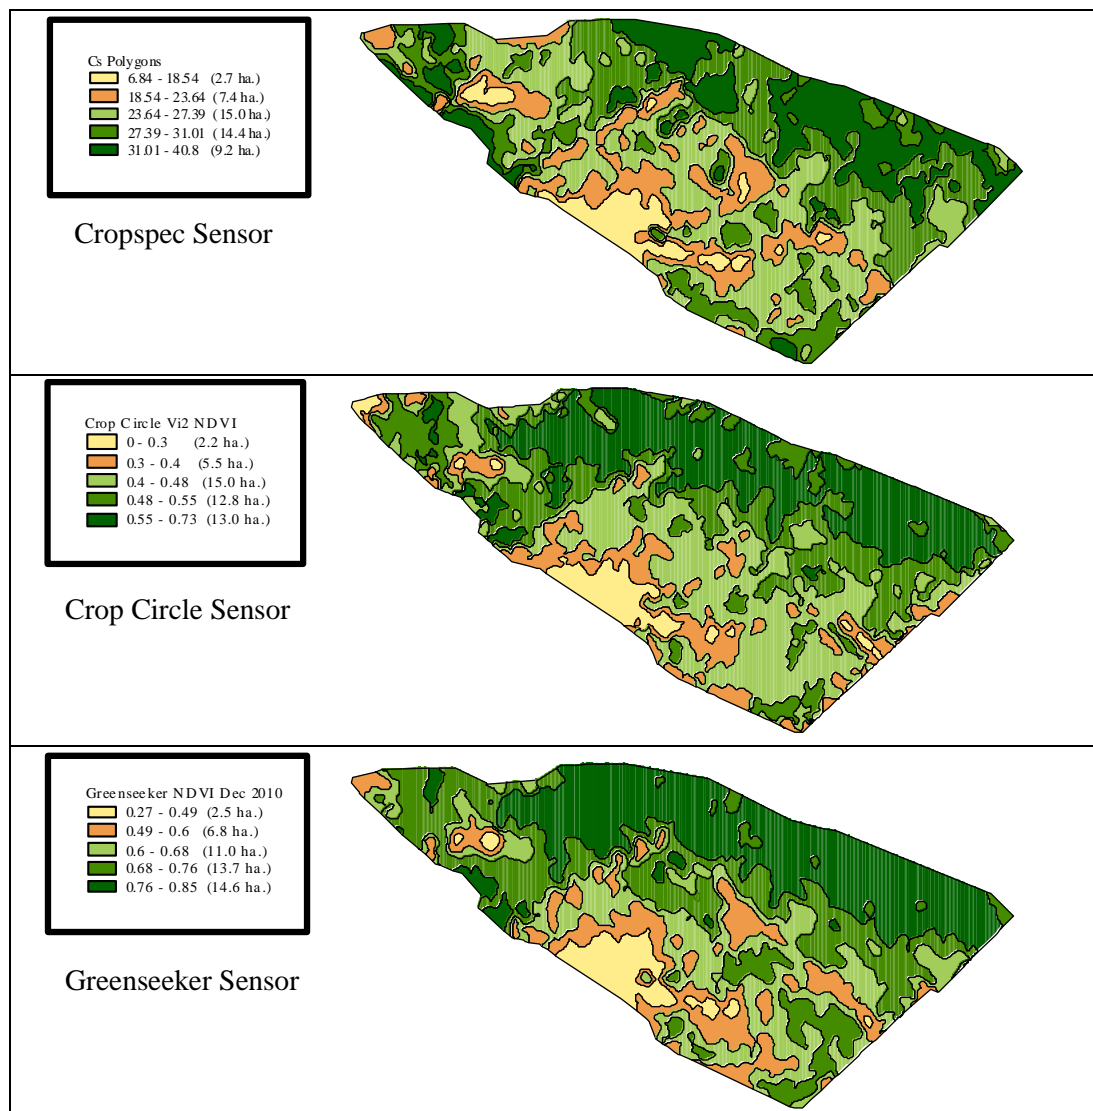 Cs Polygons
6.84 - 18.54 (2.7 ha.)
18.54 - 23.64 (7.4 ha.)
23.64 - 27.39 (15.0 ha.)
27.39 - 31.01 (14.4 ha.)
31.01 - 40.8 (9.2 ha.)
Cropspec Sensor
Crop Circle Vi2 NDVI
0 - 0.3 (2.2 ha.)
0.3 - 0.4 (5.5 ha.)
0.4 - 0.48 (15.0 ha.)
0.48 - 0.55 (12.8 ha.)
0.55 - 0.73 (13.0 ha.)
Crop Circle Sensor
Greenseeker NDVI Dec 2010
0.27 - 0.49 (2.5 ha.)
0.49 - 0.6 (6.8 ha.)
0.6 - 0.68 (11.0 ha.)
0.68 - 0.76 (13.7 ha.)
0.76 - 0.85 (14.6 ha.)
Greenseeker Sensor